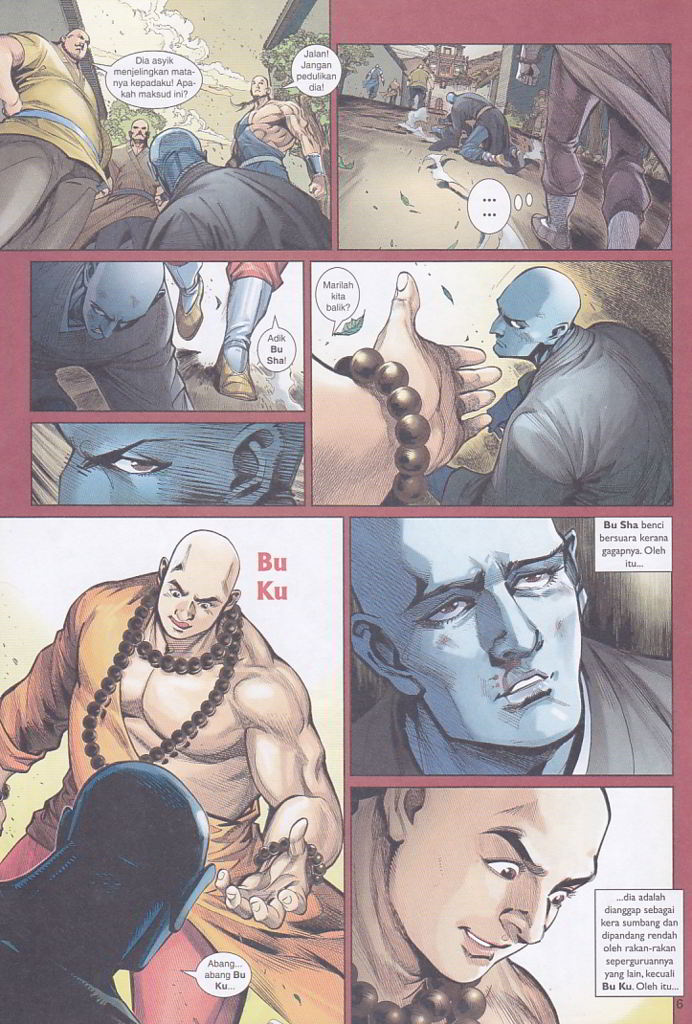 Dia asyik
menjelingkan mata-
nya kepadaku! Apa-
kah maksud ini?
Jalan!
Jangan
pedulikan
dia!
...
...
Adik
Bu
Sha!
Marilah
kita
balik?
Bu
Ku
Bu Sha benci
bersuara kerana
gagapnya. Oleh
itu...
Abang...
abang Bu
Ku...
...dia adalah
dianggap sebagai
kera sumbang dan
dipandang rendah
oleh rakan-rakan
seperguruannya
yang lain, kecuali
Bu Ku. Oleh itu...
6